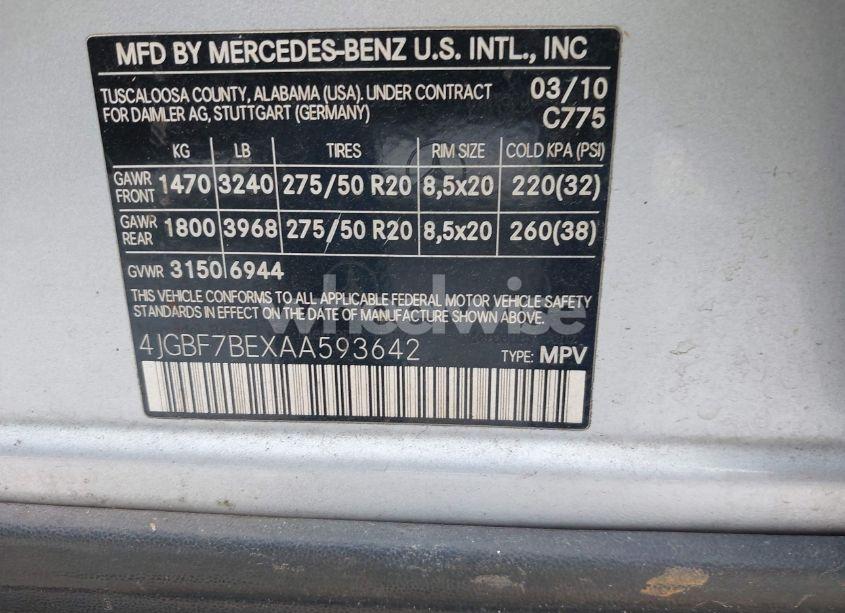 MFD BY MERCEDES-BENZ U.S. INTL., INC
TUSCALOOSA COUNTY, ALABAMA (USA). UNDER CONTRACT 03/10
FOR DAIMLER AG, STUTTGART (GERMANY) C775
KG LB TIRES RIM SIZE COLD KPA (PSI)
GAWR FRONT 1470 3240 275/50 R20 8,5x20 220(32)
GAWR REAR 1800 3968 275/50 R20 8,5x20 260(38)
GVWR 3150 6944
THIS VEHICLE CONFORMS TO ALL APPLICABLE FEDERAL MOTOR VEHICLE SAFETY
STANDARDS IN EFFECT ON THE DATE OF MANUFACTURE SHOWN ABOVE.
wheelwise
4JGBF7BEXAA593642 TYPE: MPV